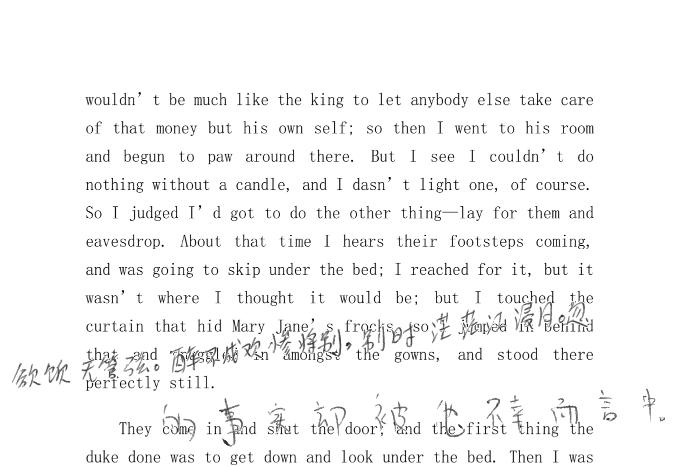 wouldn’t be much like the king to let anybody else take care
of that money but his own self; so then I went to his room
and begun to paw around there. But I see I couldn’t do
nothing without a candle, and I dasn’t light one, of course.
So I judged I’d got to do the other thing—lay for them and
eavesdrop. About that time I hears their footsteps coming,
and was going to skip under the bed; I reached for it, but it
wasn’t where I thought it would be; but I touched the
curtain that hid Mary Jane’s frocks, so I jumped in behind
that and snuggled in amongst the gowns, and stood there
perfectly still.
欲饮无管弦。醉不成欢惨将别，别时茫茫江浸月。忽
的事实却被他不幸而言中。
They come in and shut the door; and the first thing the
duke done was to get down and look under the bed. Then I was